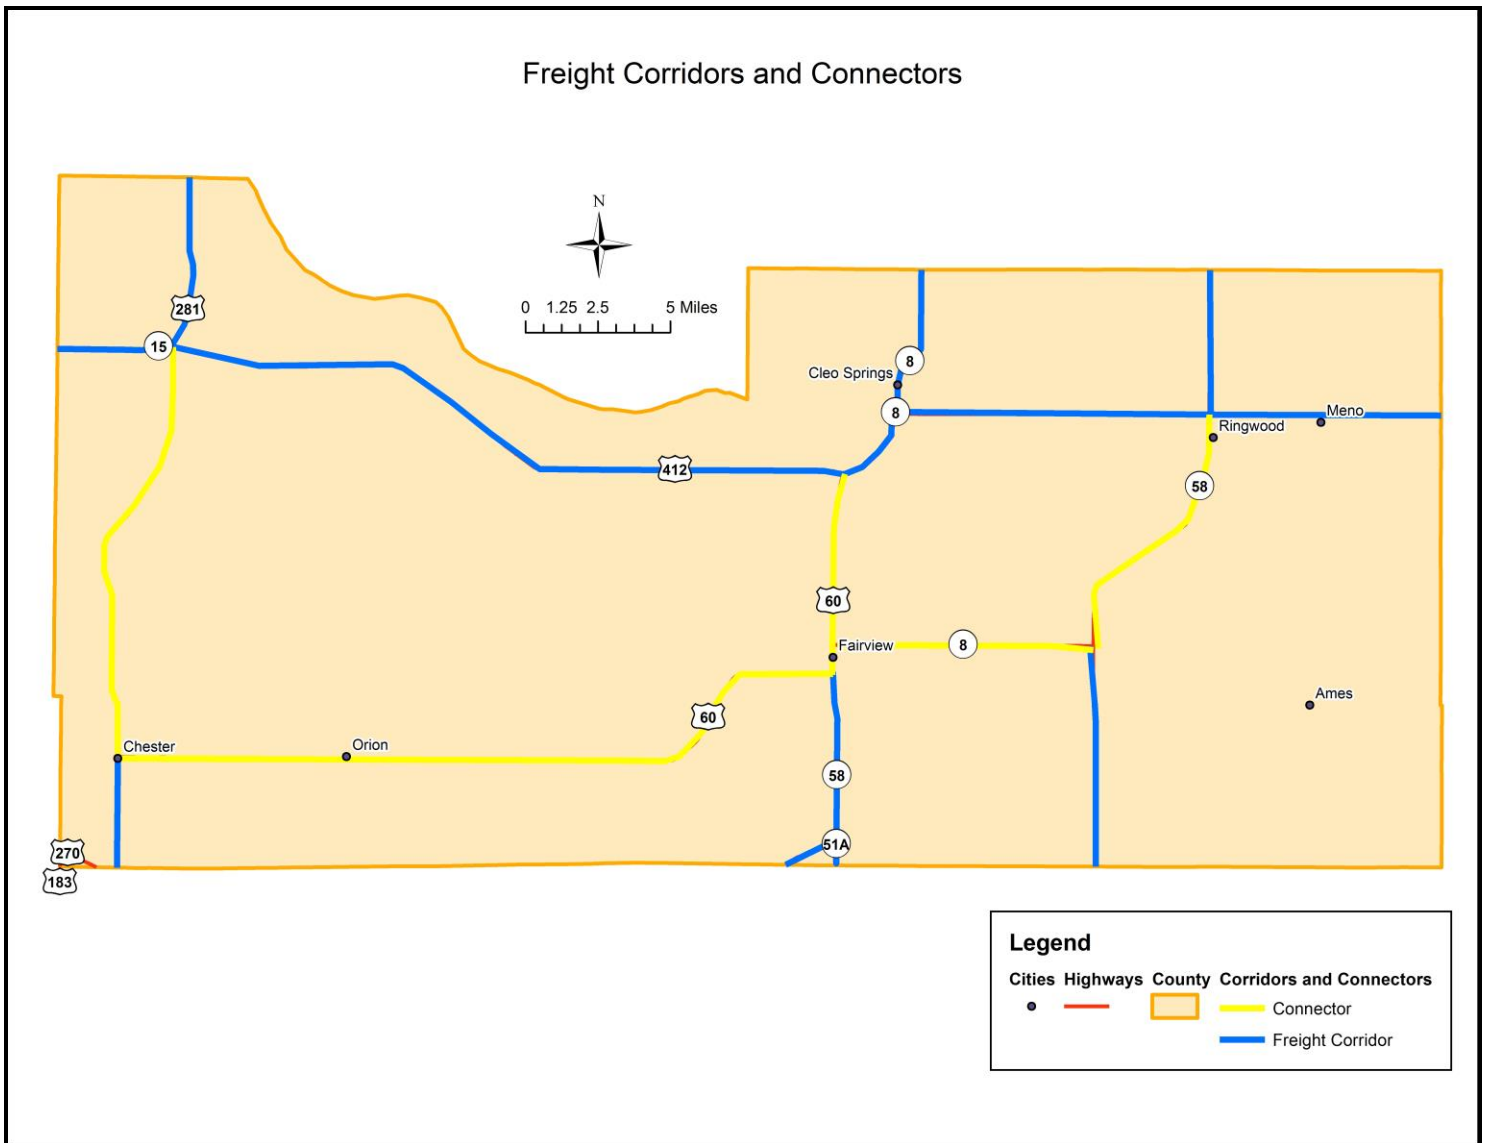 Freight Corridors and Connectors
N
0 1.25 2.5 5 Miles
281
15
8
Cleo Springs
8
Meno
Ringwood
412
58
60
Fairview
8
Ames
60
Chester
Orion
58
51A
270
183
Legend
Cities Highways County Corridors and Connectors
Connector
Freight Corridor